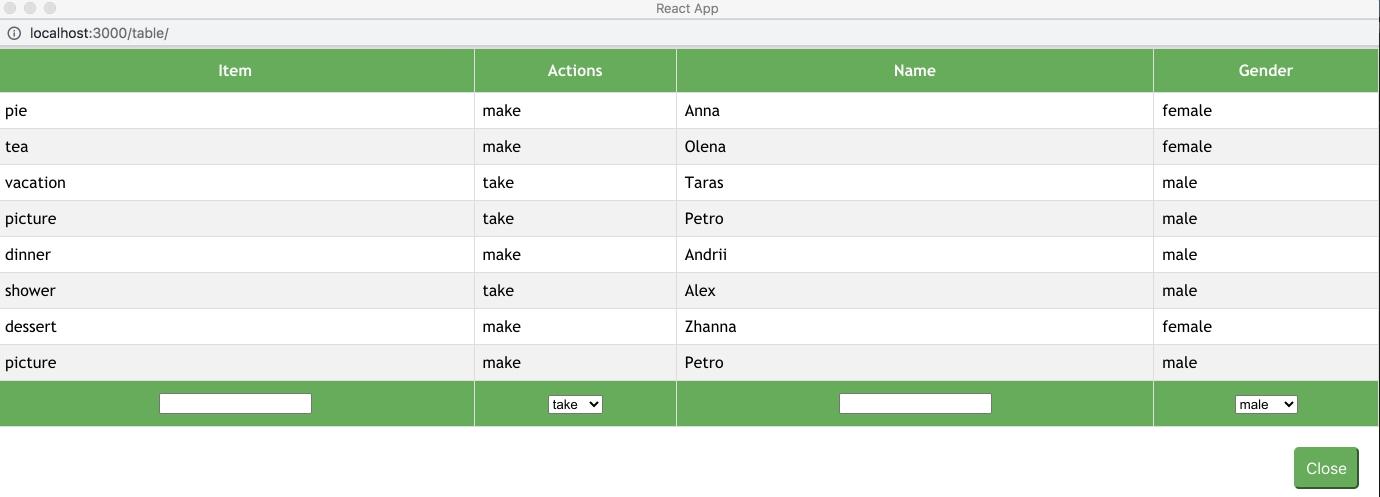 React App
localhost:3000/table/
Item Actions Name Gender
pie make Anna female
tea make Olena female
vacation take Taras male
picture take Petro male
dinner make Andrii male
shower take Alex male
dessert make Zhanna female
picture make Petro male
take male
Close